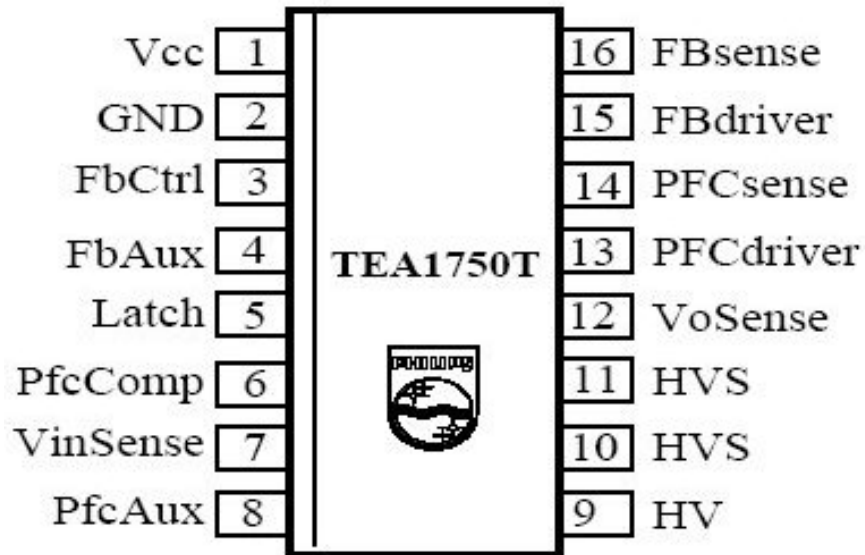 Vcc 1 16 FBsense
GND 2 15 FBdriver
FbCtrl 3 14 PFCsense
FbAux 4 13 PFCdriver
TEA1750T
Latch 5 12 VoSense
PHILIPS
PfcComp 6 11 HVS
VinSense 7 10 HVS
PfcAux 8 9 HV